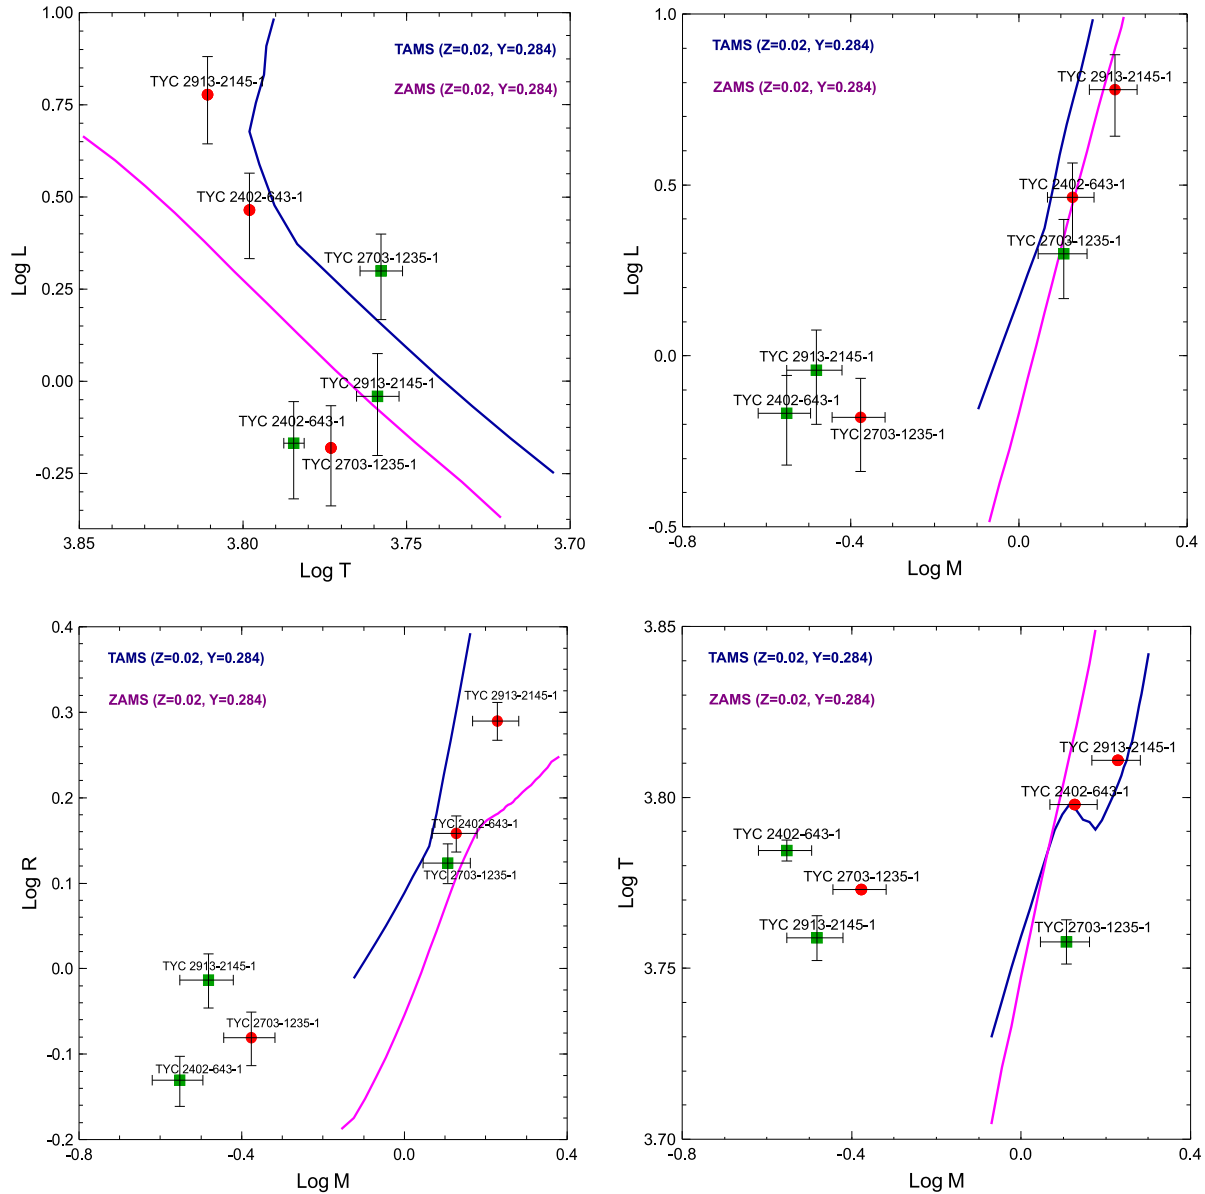 1.00
0.75
0.50
0.25
0.00
-0.25
Log L
TAMS (Z=0.02, Y=0.284)
ZAMS (Z=0.02, Y=0.284)
TYC 2913-2145-1
TYC 2402-643-1
TYC 2703-1235-1
TYC 2913-2145-1
TYC 2402-643-1
TYC 2703-1235-1
3.85 3.80 3.75 3.70
Log T
1.0
0.5
0.0
-0.5
Log L
TAMS (Z=0.02, Y=0.284)
ZAMS (Z=0.02, Y=0.284)
TYC 2913-2145-1
TYC 2402-643-1
TYC 2703-1235-1
TYC 2913-2145-1
TYC 2402-643-1
TYC 2703-1235-1
-0.8 -0.4 0.0 0.4
Log M
0.4
0.3
0.2
0.1
0.0
-0.1
-0.2
Log R
TAMS (Z=0.02, Y=0.284)
ZAMS (Z=0.02, Y=0.284)
TYC 2913-2145-1
TYC 2402-643-1
TYC 2703-1235-1
TYC 2913-2145-1
TYC 2703-1235-1
TYC 2402-643-1
-0.8 -0.4 0.0 0.4
Log M
3.85
3.80
3.75
3.70
Log T
TAMS (Z=0.02, Y=0.284)
ZAMS (Z=0.02, Y=0.284)
TYC 2913-2145-1
TYC 2402-643-1
TYC 2402-643-1
TYC 2703-1235-1
TYC 2913-2145-1
TYC 2703-1235-1
-0.8 -0.4 0.0 0.4
Log M